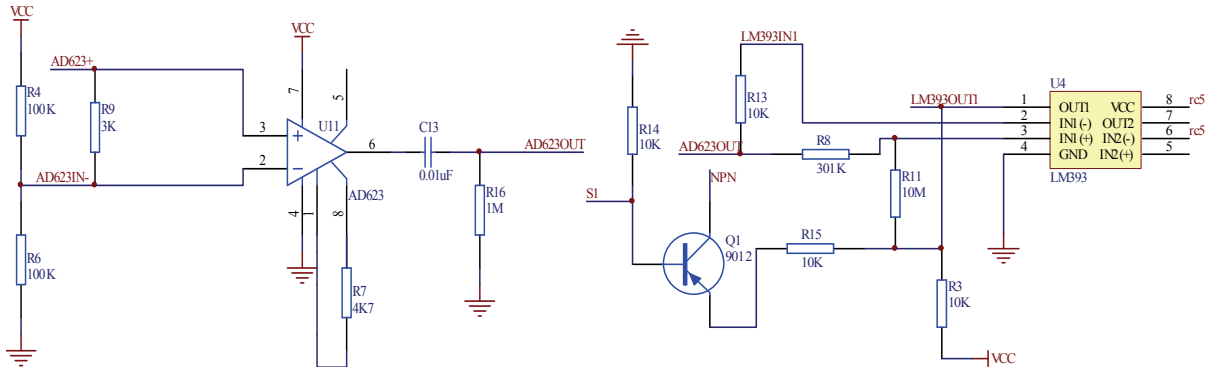 VCC
AD623+
R4
100K
R9
3K
AD623IN-
R6
100K
VCC
7
5
U11
3
2
6
4
1
8
AD623
R7
4K7
C13
0.01uF
AD623OUT
R16
1M
LM393IN1
R14
10K
R13
10K
AD623OUT
R8
301K
S1
NPN
Q1
9012
R15
10K
R11
10M
LM393OUT1
R3
10K
VCC
U4
1 OUT1 VCC 8 rc5
2 IN1(-) OUT2 7
3 IN1(+) IN2(-) 6 rc5
4 GND IN2(+) 5
LM393